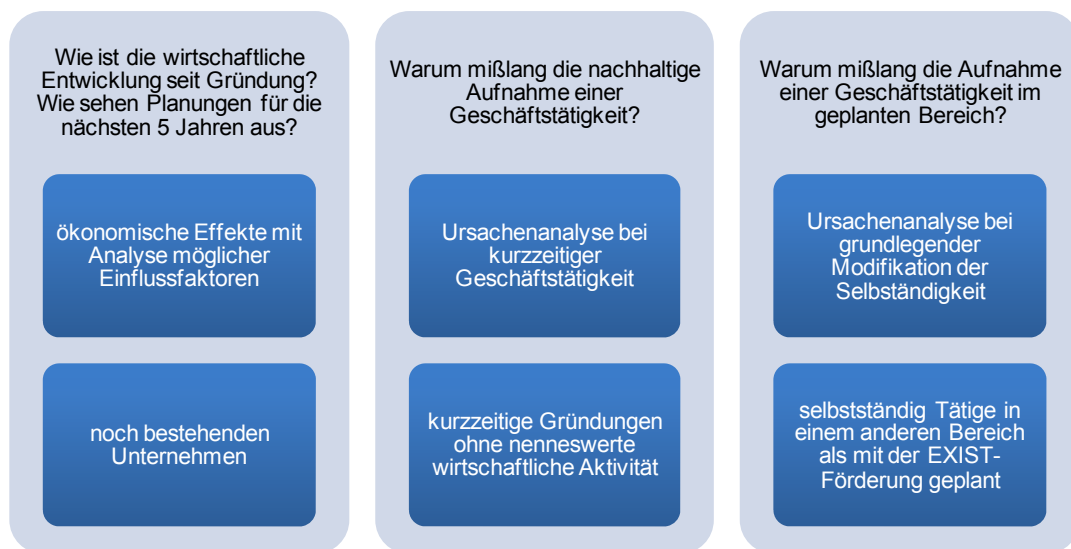 Wie ist die wirtschaftliche
Entwicklung seit Gründung?
Wie sehen Planungen für die
nächsten 5 Jahren aus?
ökonomische Effekte mit
Analyse möglicher
Einflussfaktoren
noch bestehenden
Unternehmen
Warum mißlang die nachhaltige
Aufnahme einer
Geschäftstätigkeit?
Ursachenanalyse bei
kurzzeitiger
Geschäftstätigkeit
kurzzeitige Gründungen
ohne nenneswerte
wirtschaftliche Aktivität
Warum mißlang die Aufnahme
einer Geschäftstätigkeit im
geplanten Bereich?
Ursachenanalyse bei
grundlegender
Modifikation der
Selbständigkeit
selbstständig Tätige in
einem anderen Bereich
als mit der EXIST-
Förderung geplant